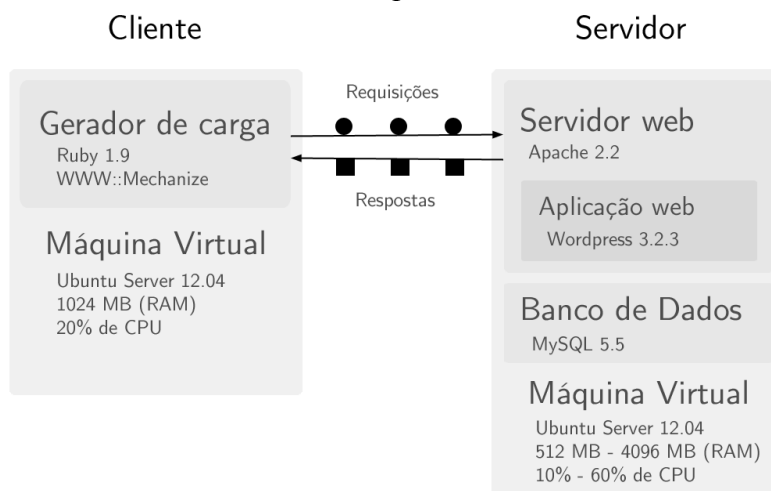 Cliente
Servidor
Gerador de carga
Ruby 1.9
WWW::Mechanize
Máquina Virtual
Ubuntu Server 12.04
1024 MB (RAM)
20% de CPU
Requisições
Respostas
Servidor web
Apache 2.2
Aplicação web
Wordpress 3.2.3
Banco de Dados
MySQL 5.5
Máquina Virtual
Ubuntu Server 12.04
512 MB - 4096 MB (RAM)
10% - 60% de CPU